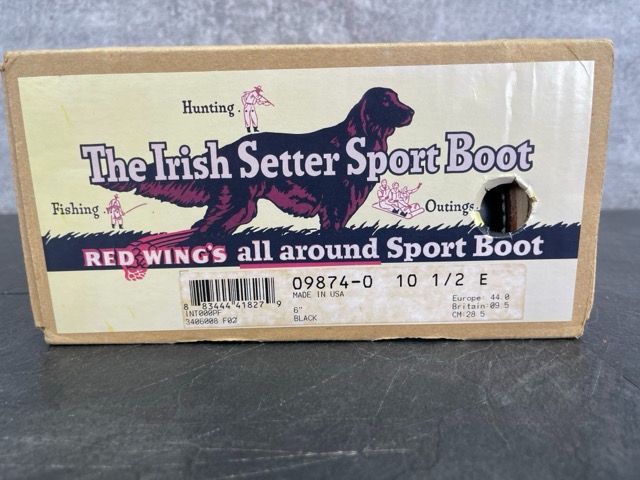 Hunting
The Irish Setter Sport Boot
Fishing
Outings
RED WING'S all around Sport Boot
09874-0 10 1/2 E
MADE IN USA
8 83444 41827 9
INT000PF
3406008 F02
6"
BLACK
Europe: 44.0
Britain: 09.5
CM: 28.5